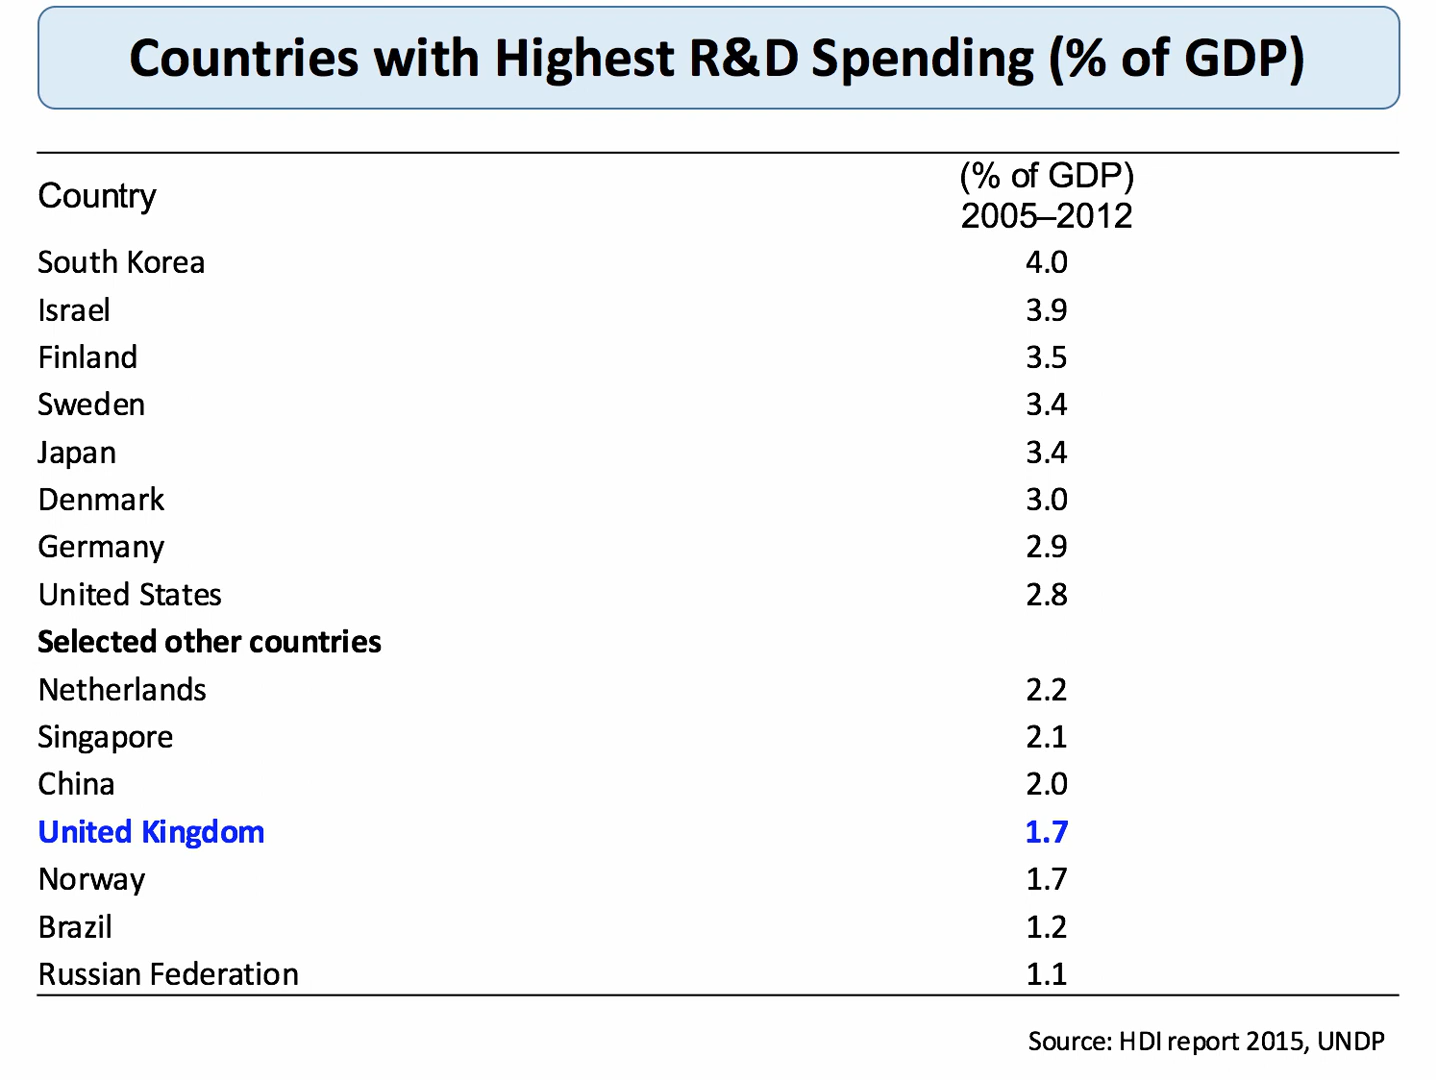 Countries with Highest R&D Spending (% of GDP)
Country (% of GDP) 2005–2012
South Korea 4.0
Israel 3.9
Finland 3.5
Sweden 3.4
Japan 3.4
Denmark 3.0
Germany 2.9
United States 2.8
Selected other countries
Netherlands 2.2
Singapore 2.1
China 2.0
United Kingdom 1.7
Norway 1.7
Brazil 1.2
Russian Federation 1.1
Source: HDI report 2015, UNDP